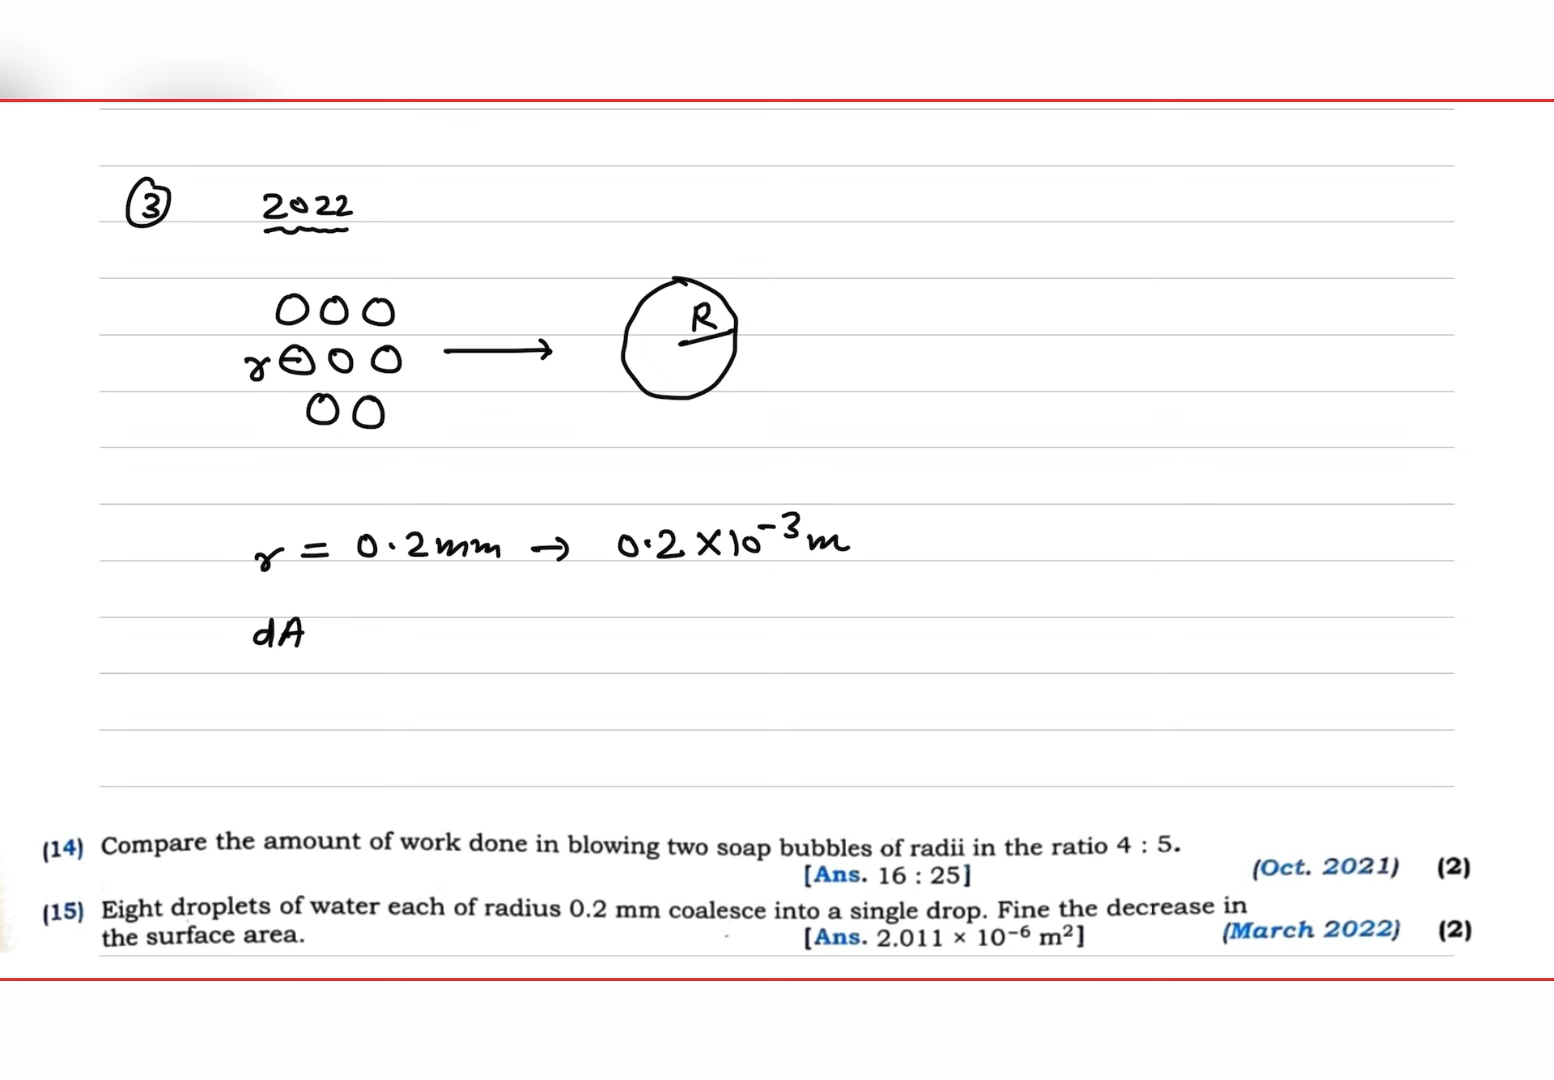 ③ 2022
R
r
r = 0.2mm → 0.2 × 10⁻³ m
dA
(14) Compare the amount of work done in blowing two soap bubbles of radii in the ratio 4 : 5.
[Ans. 16 : 25] (Oct. 2021) (2)
(15) Eight droplets of water each of radius 0.2 mm coalesce into a single drop. Fine the decrease in
the surface area. [Ans. 2.011 × 10⁻⁶ m²] (March 2022) (2)